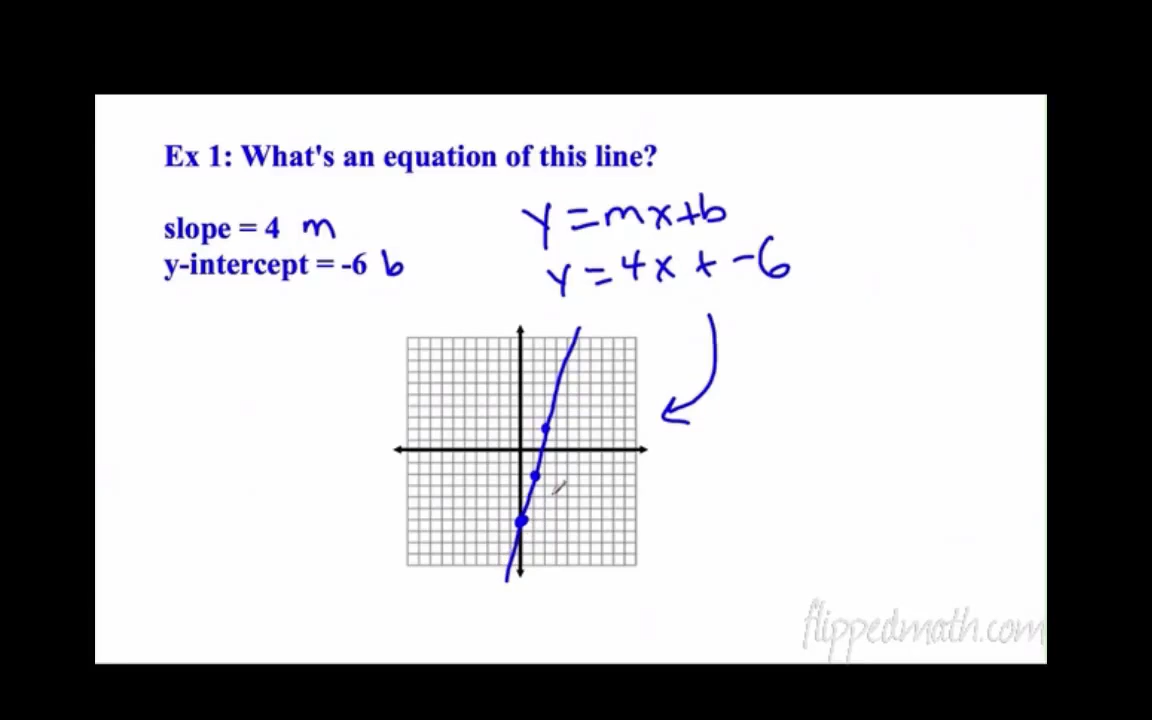 Ex 1: What's an equation of this line?
y = mx+b
slope = 4 m
y-intercept = -6 b
y = 4x + -6
flippedmath.com